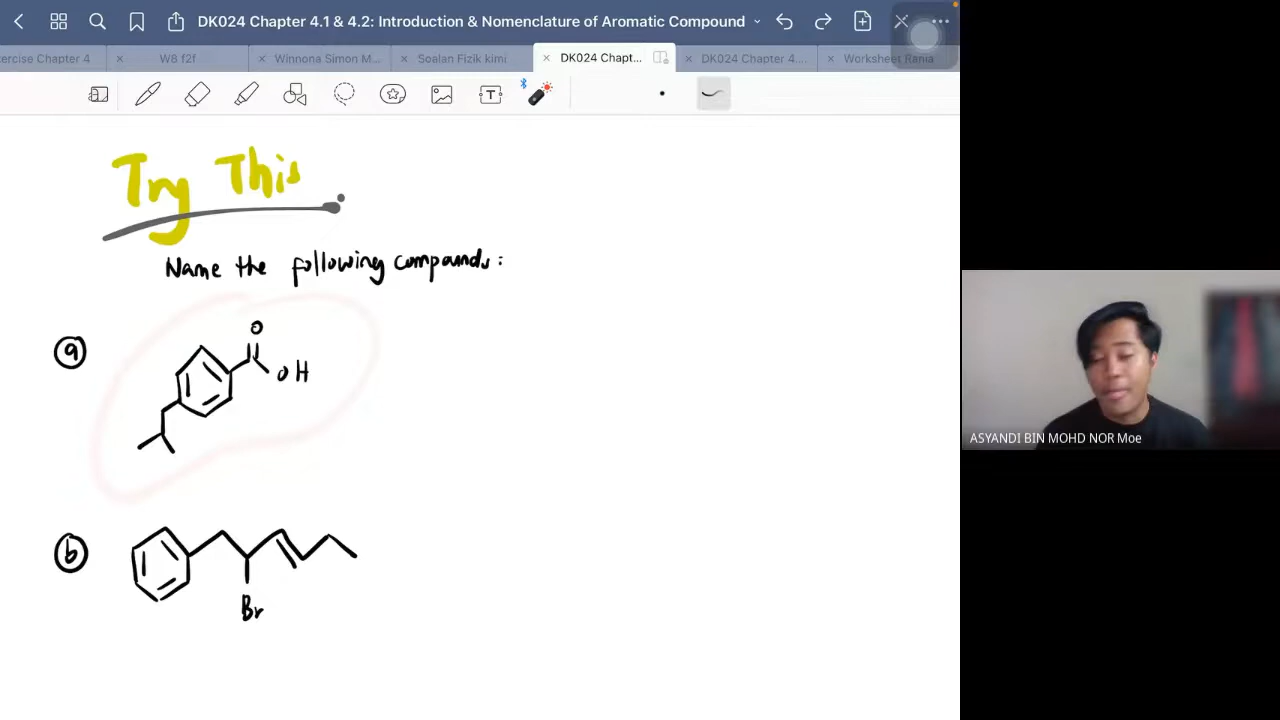 DK024 Chapter 4.1 & 4.2: Introduction & Nomenclature of Aromatic Compound
ercise Chapter 4
W8 f2f
Winnona Simon M...
Soalan Fizik kimi
DK024 Chapt...
DK024 Chapter 4....
Worksheet Rania
T
Try This
Name the following compounds:
a
O
OH
b
Br
ASYANDI BIN MOHD NOR Moe